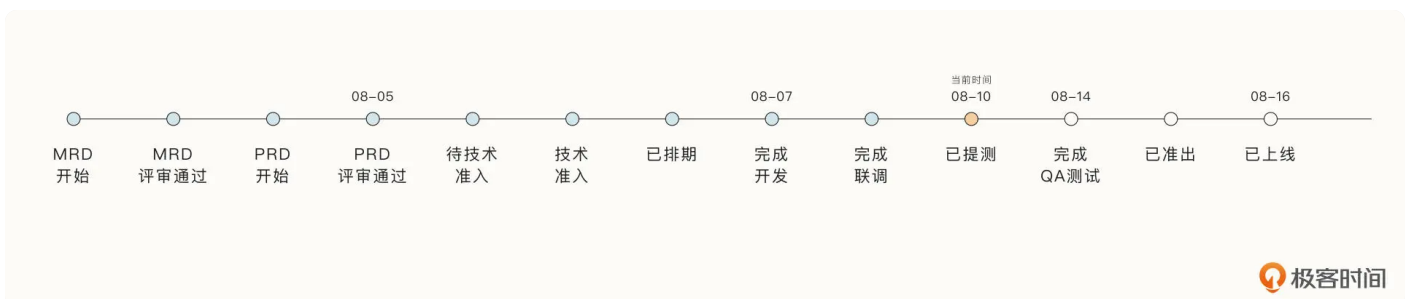 当前时间
08-05
08-07
08-10
08-14
08-16
MRD
开始
MRD
评审通过
PRD
开始
PRD
评审通过
待技术
准入
技术
准入
已排期
完成
开发
完成
联调
已提测
完成
QA测试
已准出
已上线
极客时间